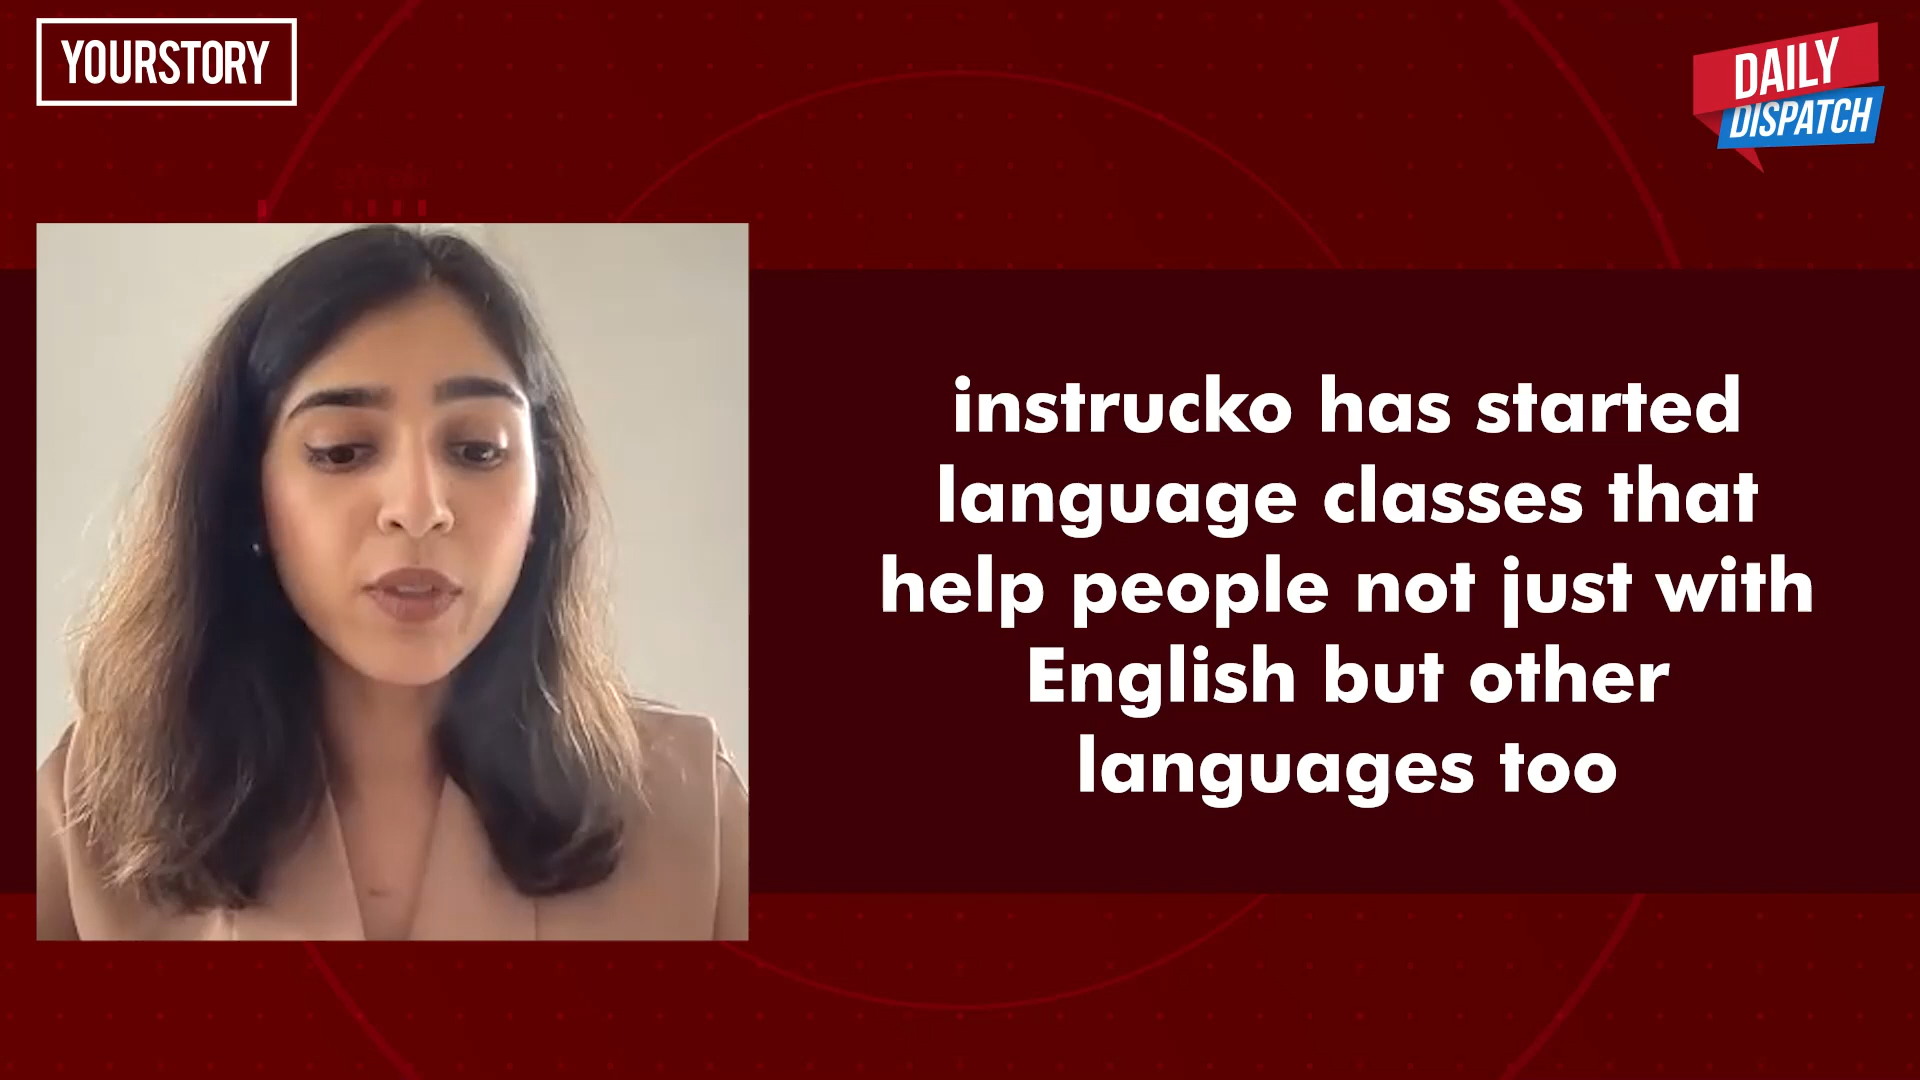 YOURSTORY
DAILY
DISPATCH
instrucko has started
language classes that
help people not just with
English but other
languages too